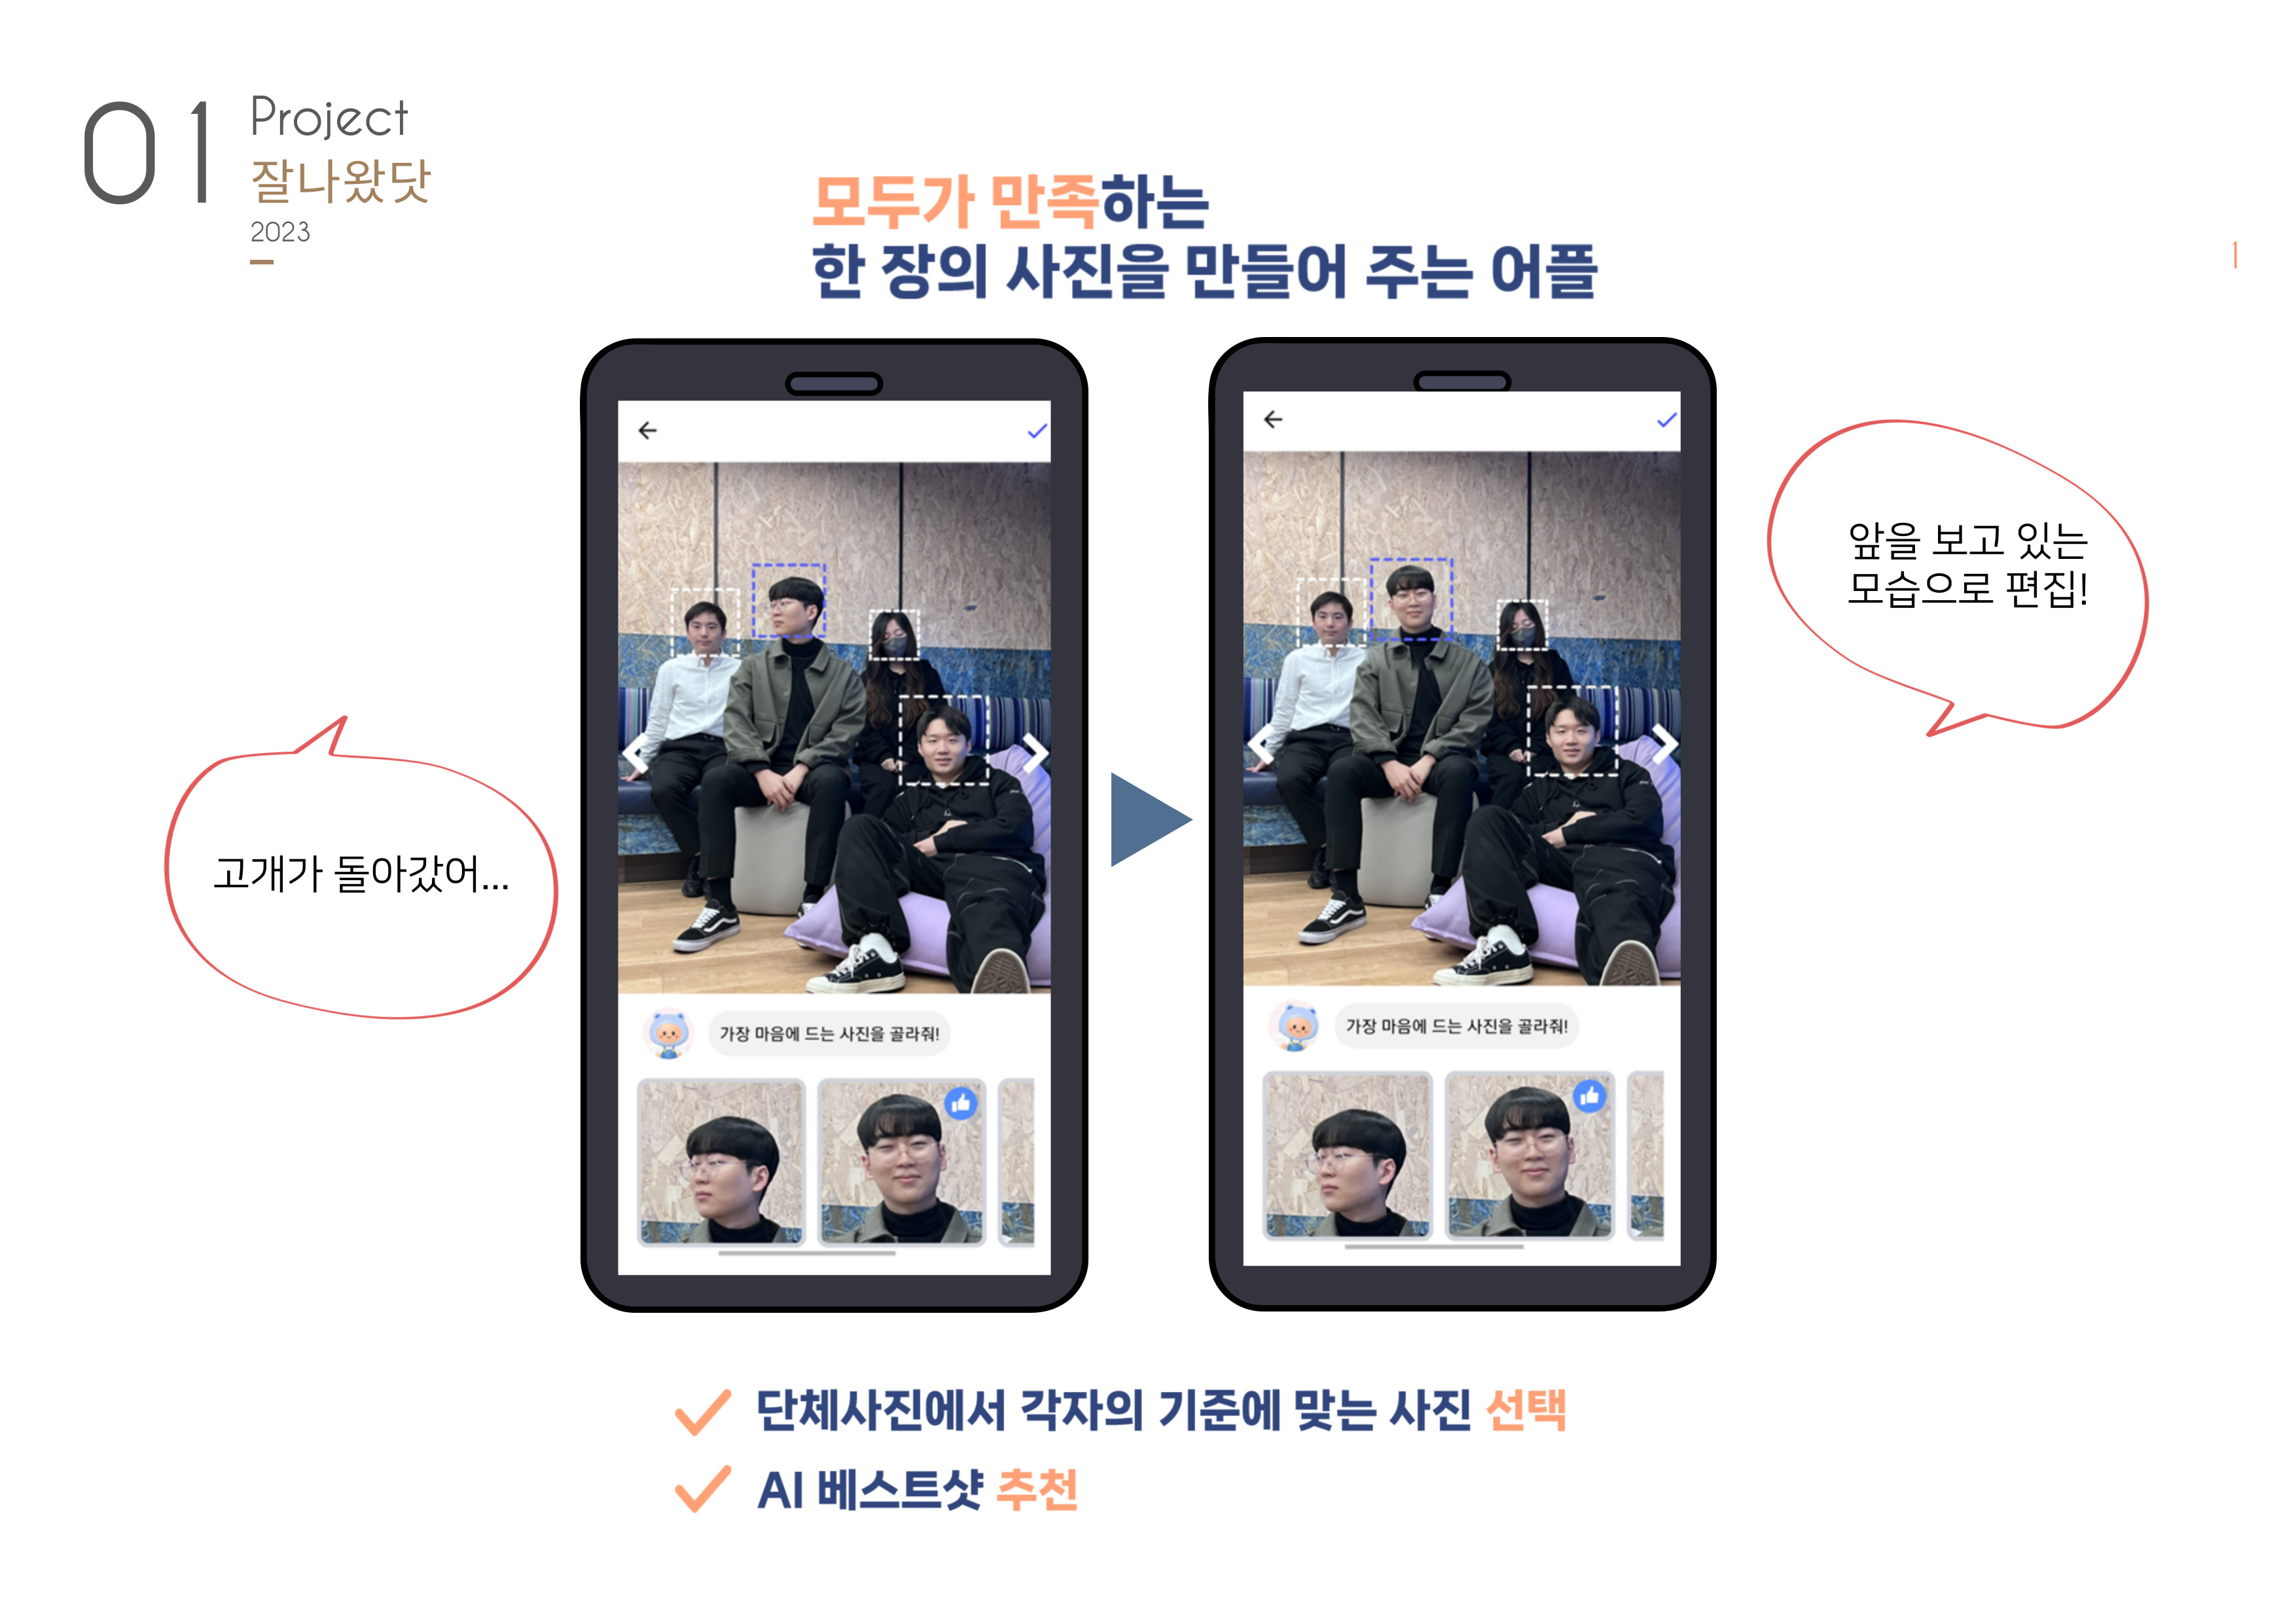 01
Project
잘나왔닷
2023
모두가 만족하는
한 장의 사진을 만들어 주는 어플
1
앞을 보고 있는
모습으로 편집!
고개가 돌아갔어...
가장 마음에 드는 사진을 골라줘!
가장 마음에 드는 사진을 골라줘!
단체사진에서 각자의 기준에 맞는 사진 선택
AI 베스트샷 추천